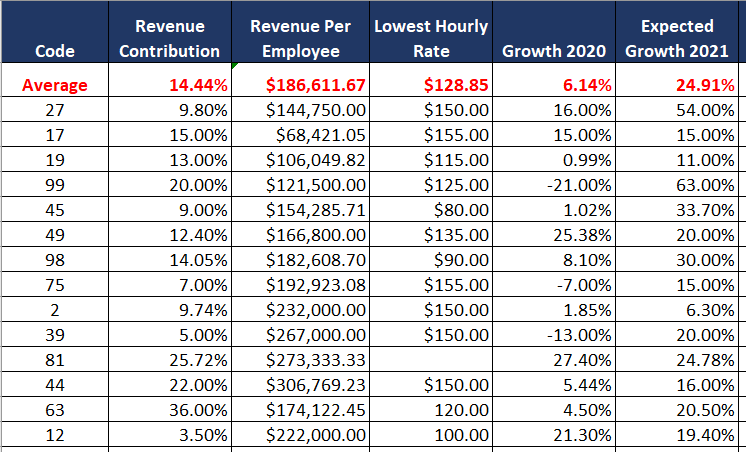 Code Revenue Contribution Revenue Per Employee Lowest Hourly Rate Growth 2020 Expected Growth 2021
Average 14.44% $186,611.67 $128.85 6.14% 24.91%
27 9.80% $144,750.00 $150.00 16.00% 54.00%
17 15.00% $68,421.05 $155.00 15.00% 15.00%
19 13.00% $106,049.82 $115.00 0.99% 11.00%
99 20.00% $121,500.00 $125.00 -21.00% 63.00%
45 9.00% $154,285.71 $80.00 1.02% 33.70%
49 12.40% $166,800.00 $135.00 25.38% 20.00%
98 14.05% $182,608.70 $90.00 8.10% 30.00%
75 7.00% $192,923.08 $155.00 -7.00% 15.00%
2 9.74% $232,000.00 $150.00 1.85% 6.30%
39 5.00% $267,000.00 $150.00 -13.00% 20.00%
81 25.72% $273,333.33 27.40% 24.78%
44 22.00% $306,769.23 $150.00 5.44% 16.00%
63 36.00% $174,122.45 120.00 4.50% 20.50%
12 3.50% $222,000.00 100.00 21.30% 19.40%